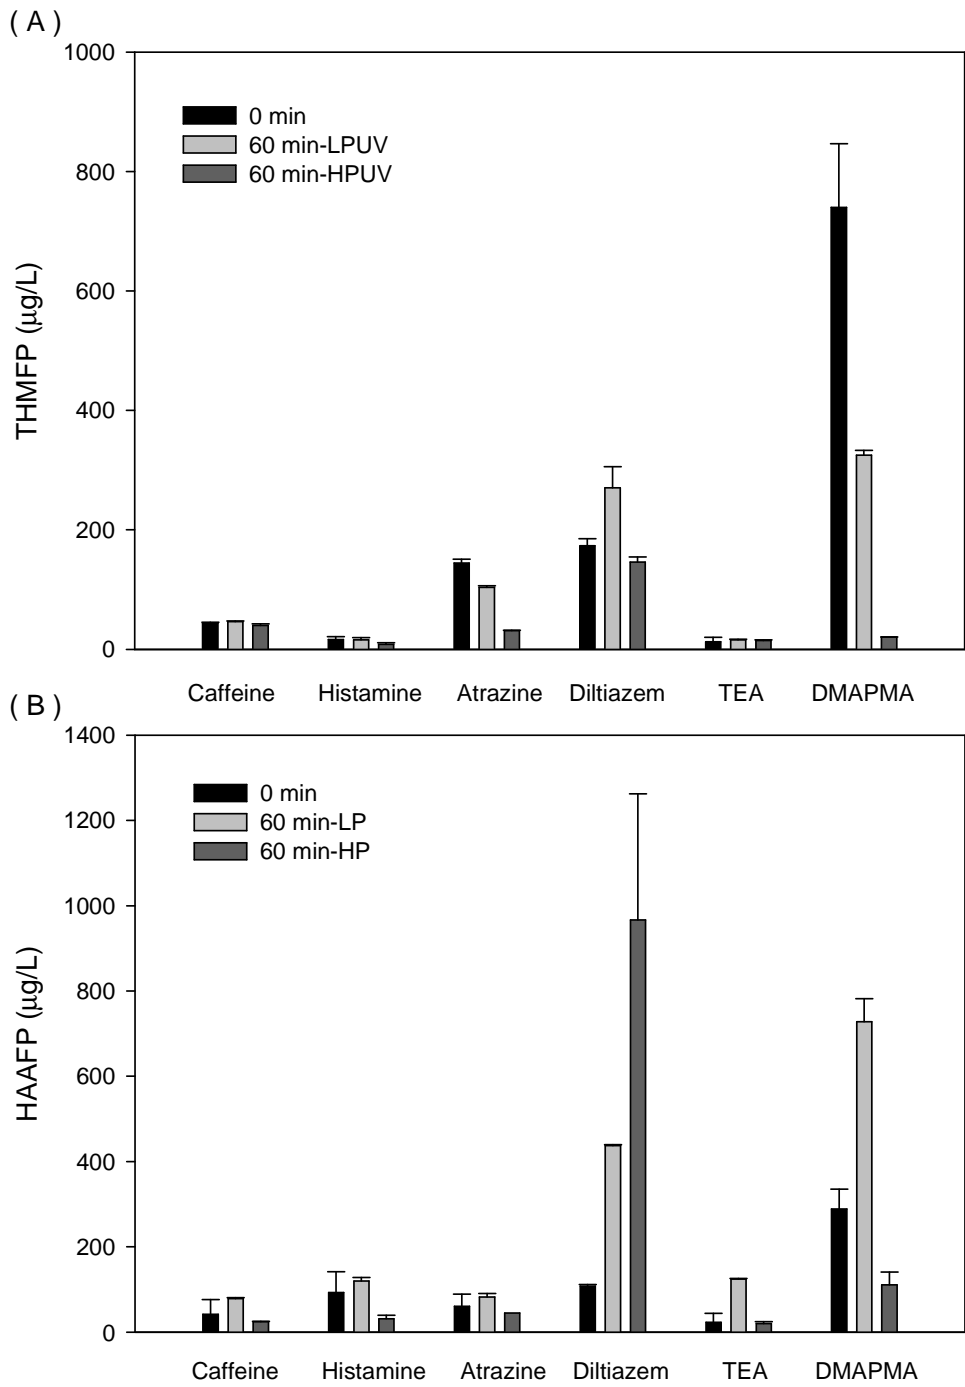 ( A )
1000
800
600
400
200
0
THMFP (μg/L)
0 min
60 min-LPUV
60 min-HPUV
Caffeine Histamine Atrazine Diltiazem TEA DMAPMA
( B )
1400
1200
1000
800
600
400
200
0
HAAFP (μg/L)
0 min
60 min-LP
60 min-HP
Caffeine Histamine Atrazine Diltiazem TEA DMAPMA